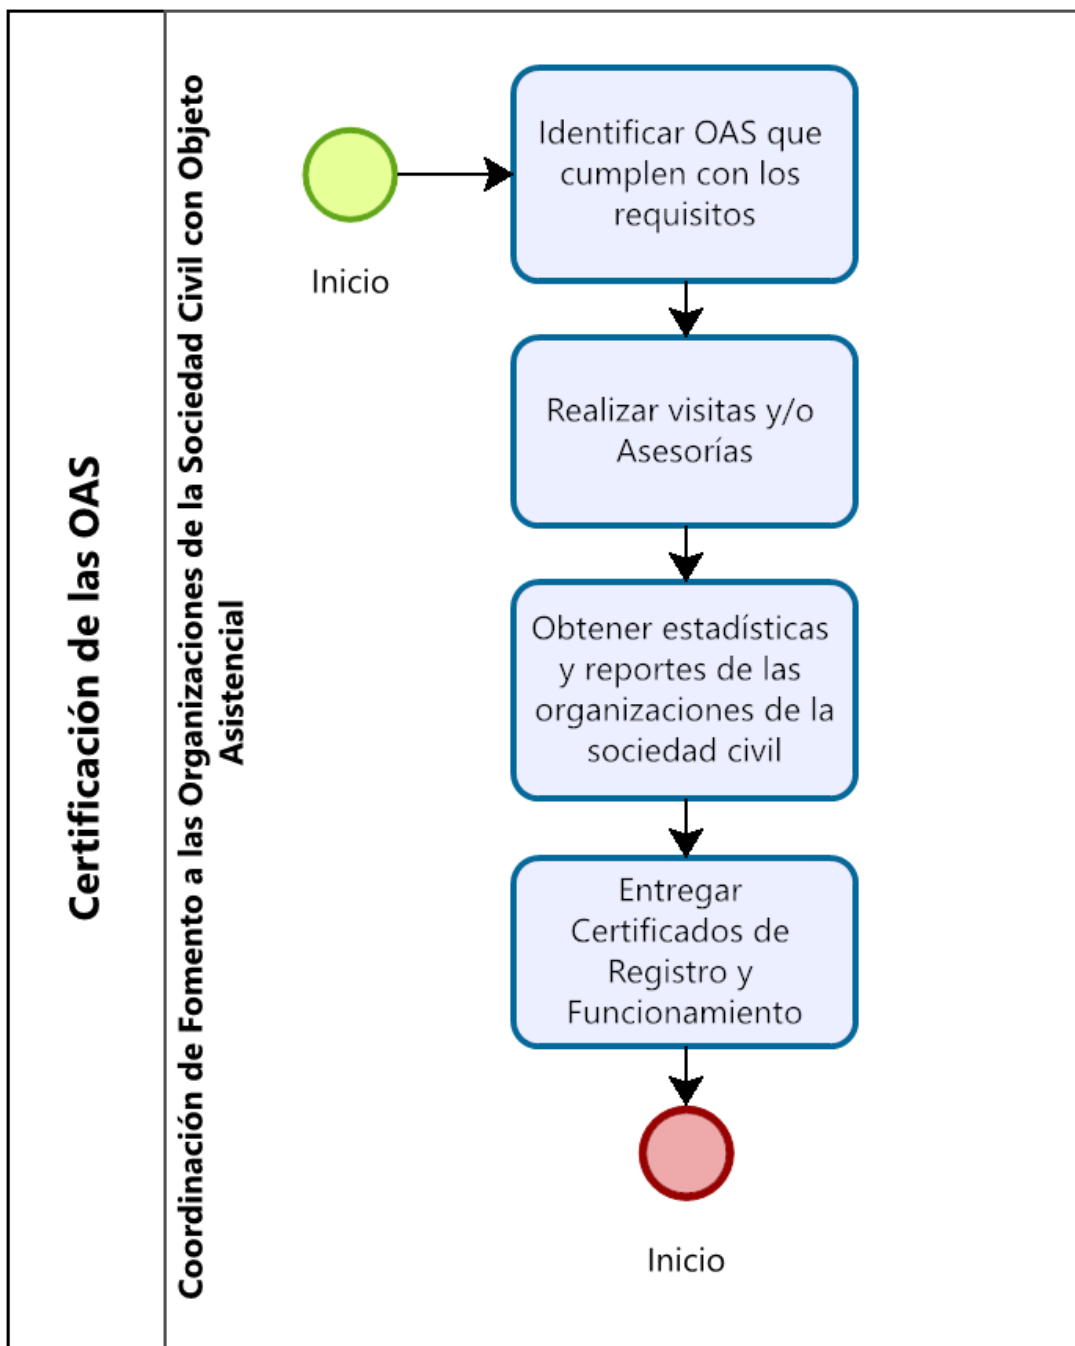 Certificación de las OAS
Coordinación de Fomento a las Organizaciones de la Sociedad Civil con Objeto
Asistencial
Inicio
Identificar OAS que
cumplen con los
requisitos
Realizar visitas y/o
Asesorías
Obtener estadísticas
y reportes de las
organizaciones de la
sociedad civil
Entregar
Certificados de
Registro y
Funcionamiento
Inicio